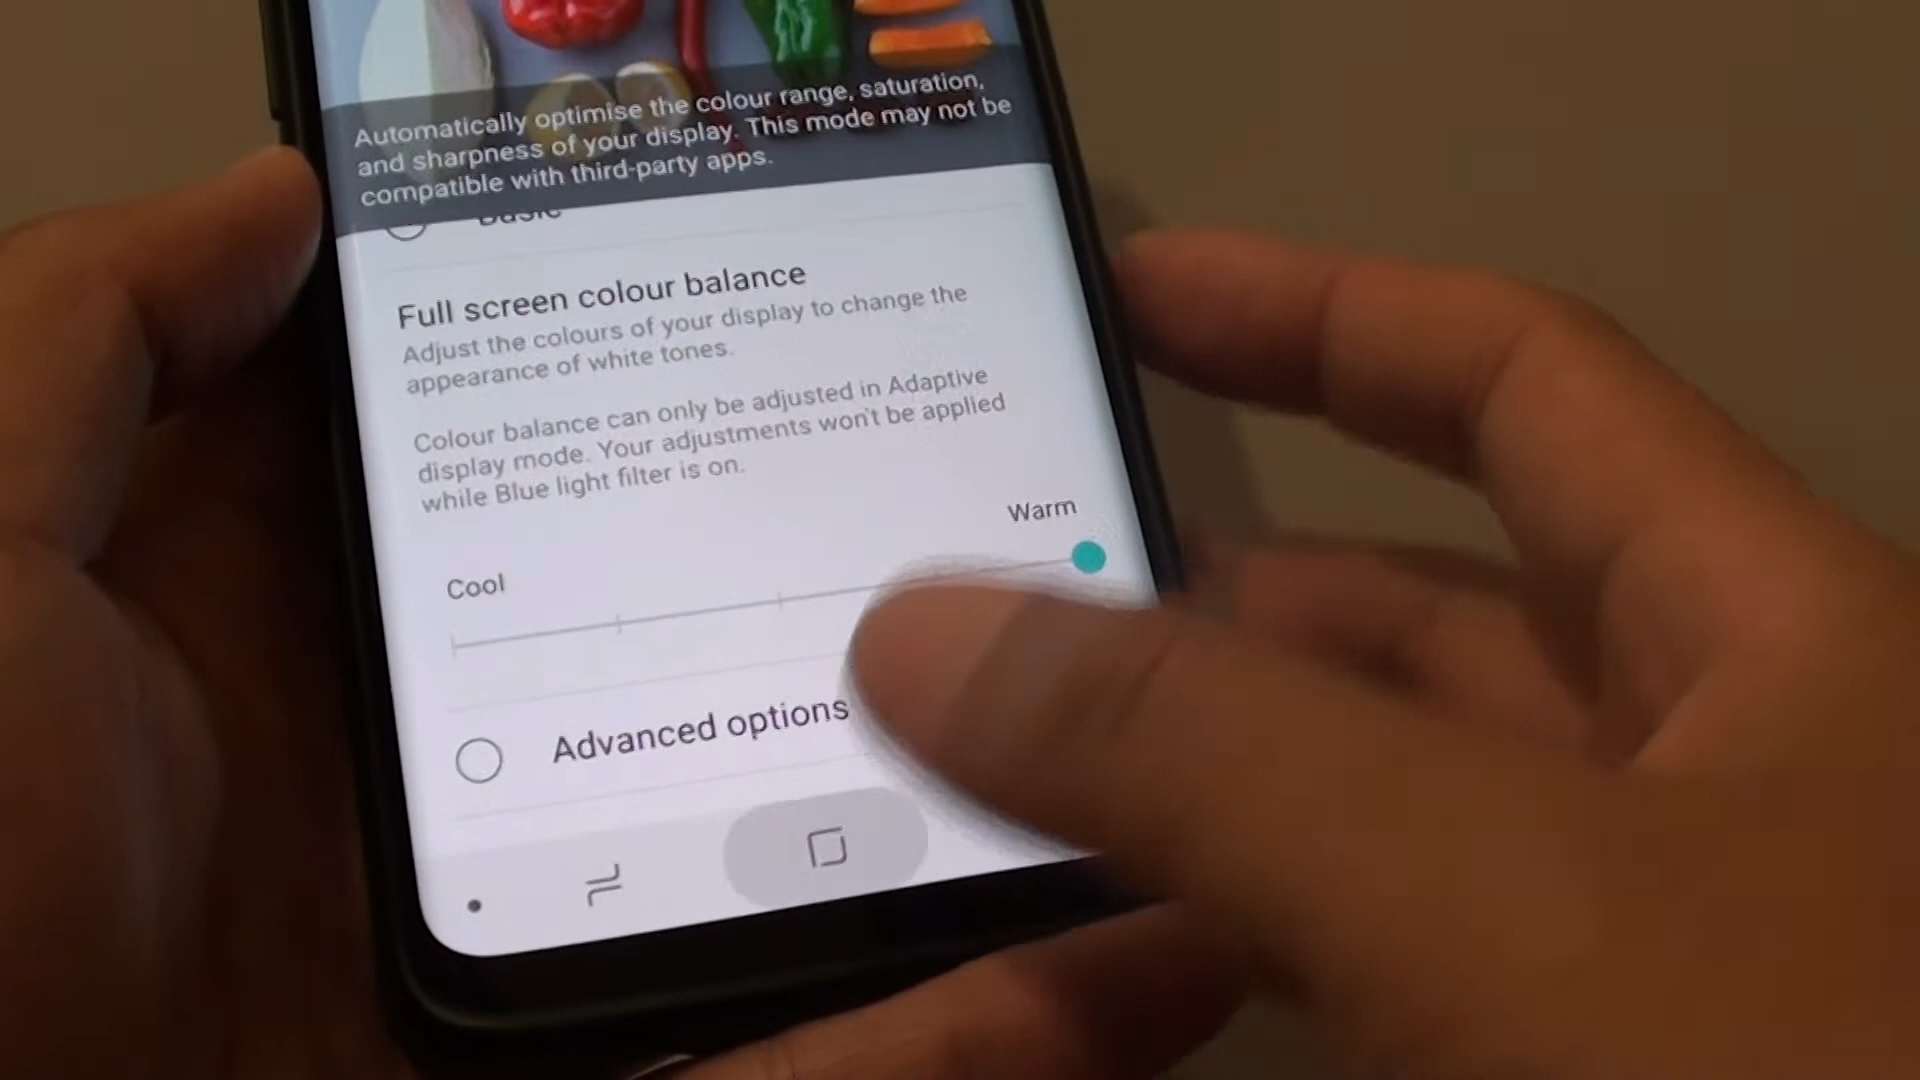 Automatically optimise the colour range, saturation,
and sharpness of your display. This mode may not be
compatible with third-party apps.
Basic
Full screen colour balance
Adjust the colours of your display to change the
appearance of white tones.
Colour balance can only be adjusted in Adaptive
display mode. Your adjustments won't be applied
while Blue light filter is on.
Warm
Cool
Advanced options